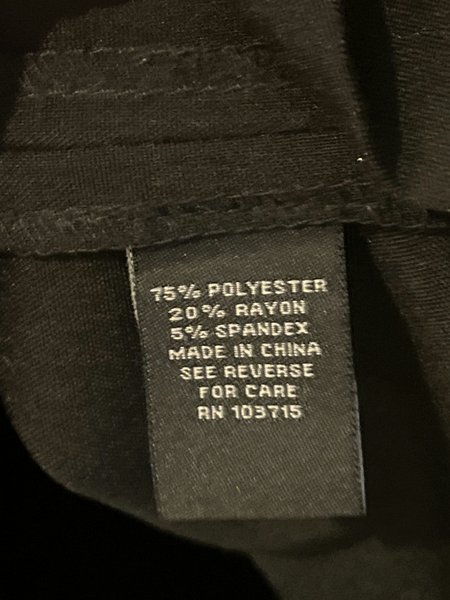 75% POLYESTER
20% RAYON
5% SPANDEX
MADE IN CHINA
SEE REVERSE
FOR CARE
RN 103715